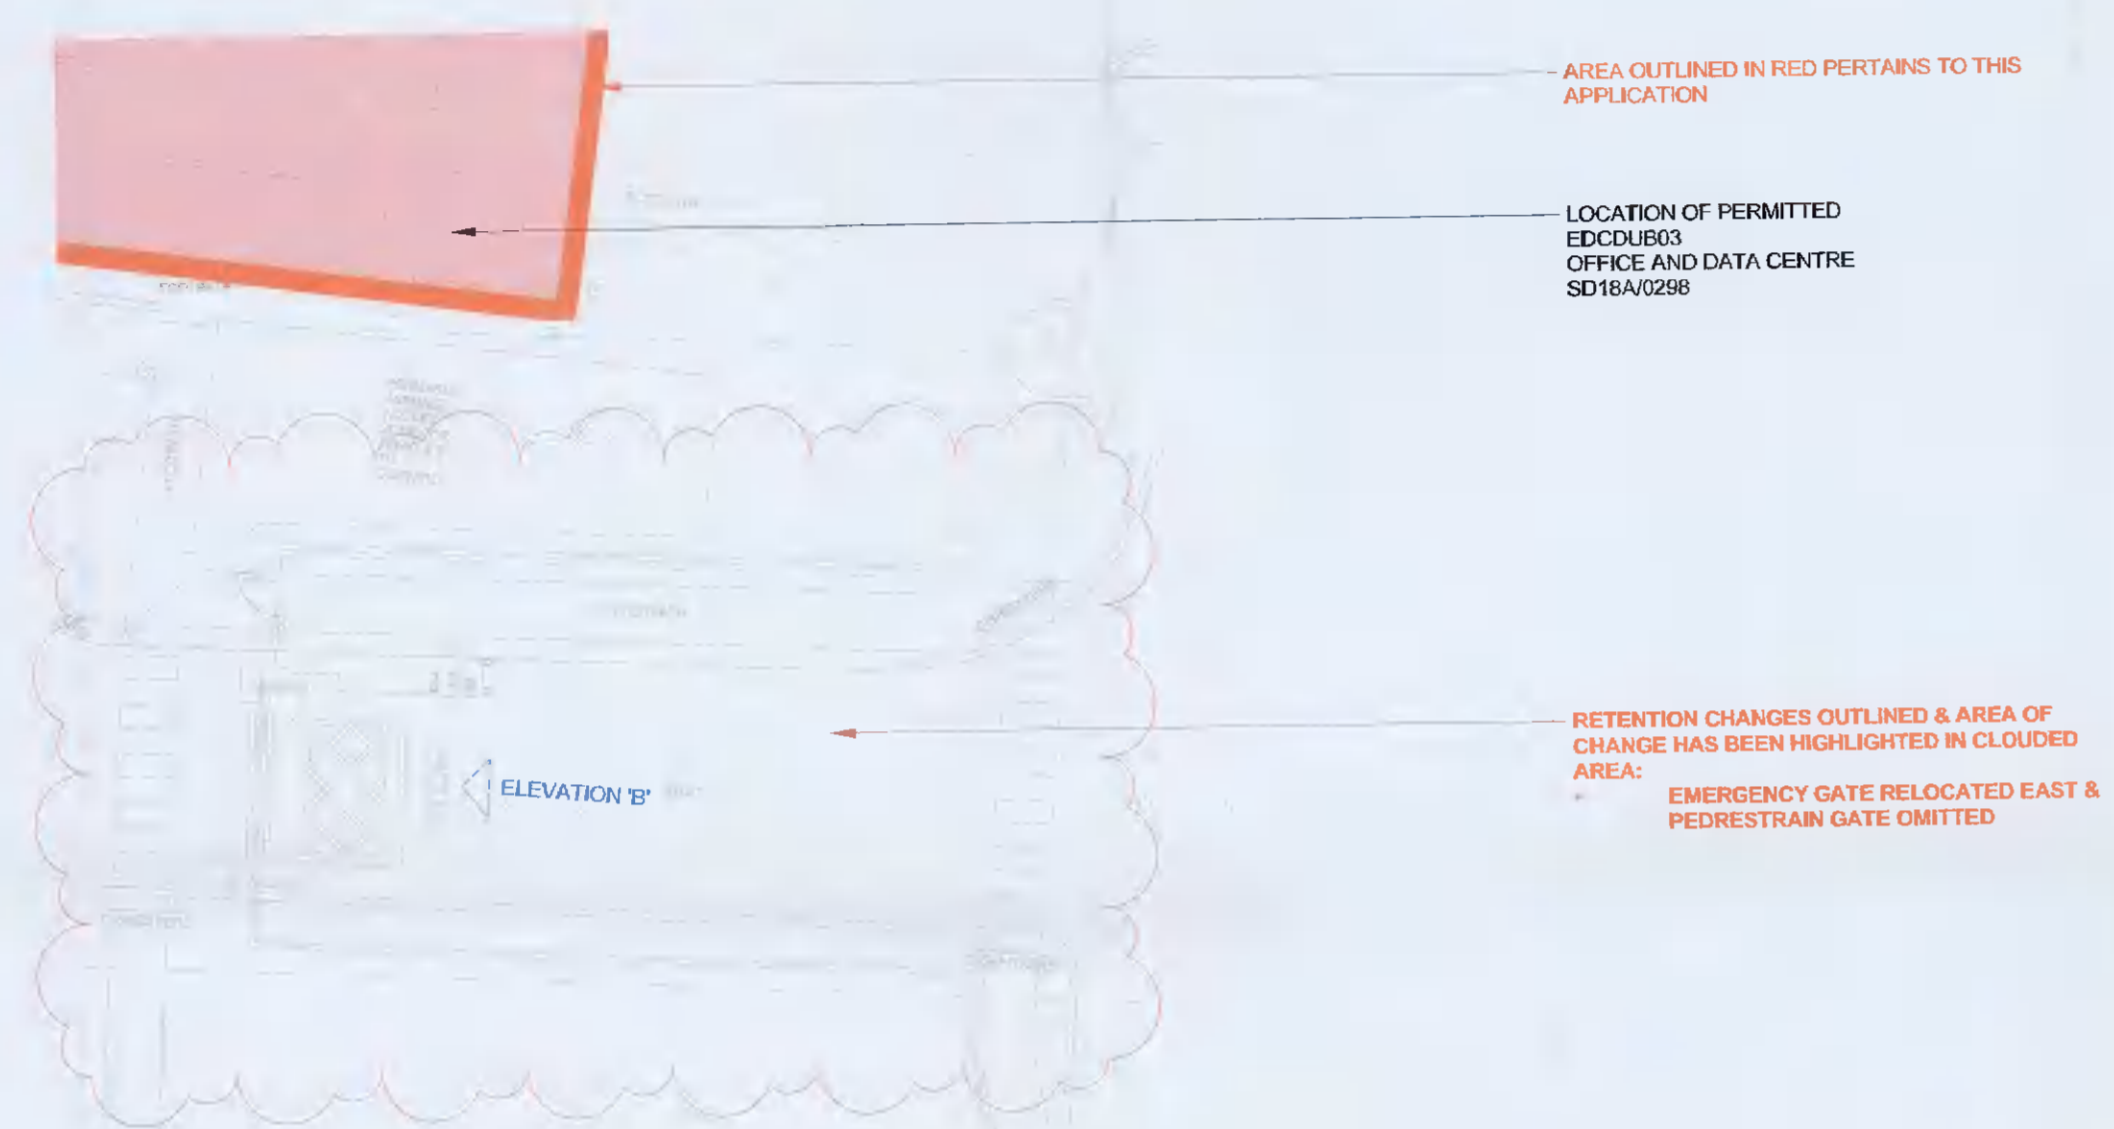 AREA OUTLINED IN RED PERTAINS TO THIS
APPLICATION
LOCATION OF PERMITTED
EDCDUB03
OFFICE AND DATA CENTRE
SD18A/0298
RETENTION CHANGES OUTLINED & AREA OF
CHANGE HAS BEEN HIGHLIGHTED IN CLOUDED
AREA:
EMERGENCY GATE RELOCATED EAST &
PEDRESTRAIN GATE OMITTED
ELEVATION 'B'
FOOTPATH